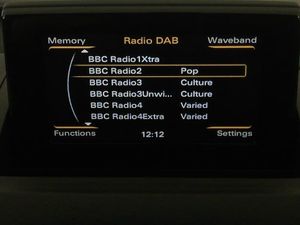 Memory Radio DAB Waveband
BBC Radio1Xtra
BBC Radio2 Pop
BBC Radio3 Culture
BBC Radio3Unwi... Culture
BBC Radio4 Varied
BBC Radio4Extra Varied
Functions 12:12 Settings